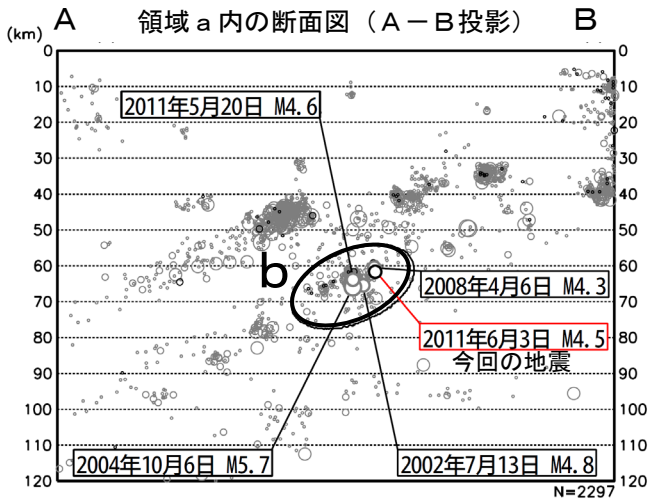 A 領域a内の断面図（A－B投影） B
(km)
0 0
10 10
2011年5月20日 M4.6
20 20
30 30
40 40
50 50
b
60 60
2008年4月6日 M4.3
70 70
2011年6月3日 M4.5
80 80
今回の地震
90 90
100 100
110 110
2004年10月6日 M5.7 2002年7月13日 M4.8
120 120
N=2297